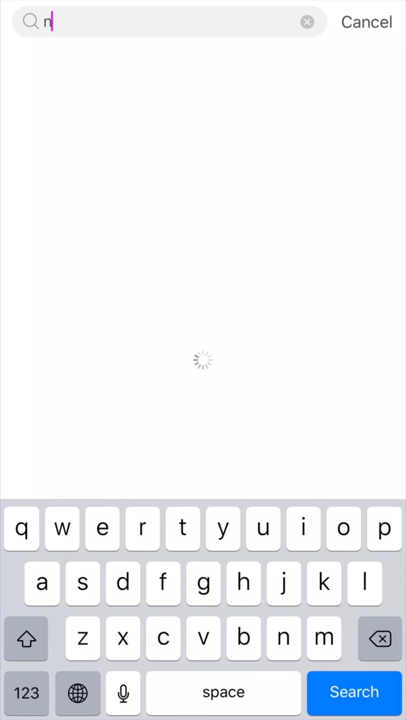 n
Cancel
q w e r t y u i o p
a s d f g h j k l
z x c v b n m
123 space Search